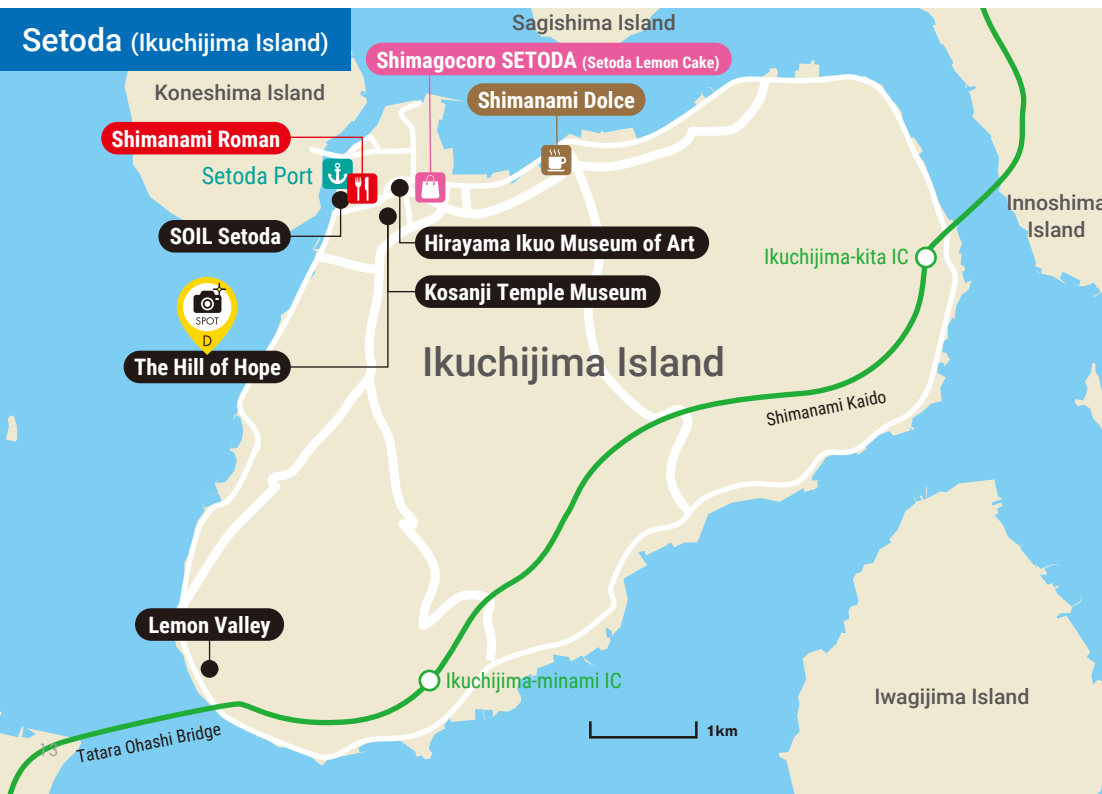 Setoda (Ikuchijima Island)
Sagishima Island
Shimagocoro SETODA (Setoda Lemon Cake)
Koneshima Island
Shimanami Dolce
Shimanami Roman
Setoda Port
Innoshima
Island
SOIL Setoda
Hirayama Ikuo Museum of Art
Ikuchijima-kita IC
Kosanji Temple Museum
SPOT
D
The Hill of Hope
Ikuchijima Island
Shimanami Kaido
Lemon Valley
Ikuchijima-minami IC
Iwagijima Island
1km
Tatara Ohashi Bridge
13